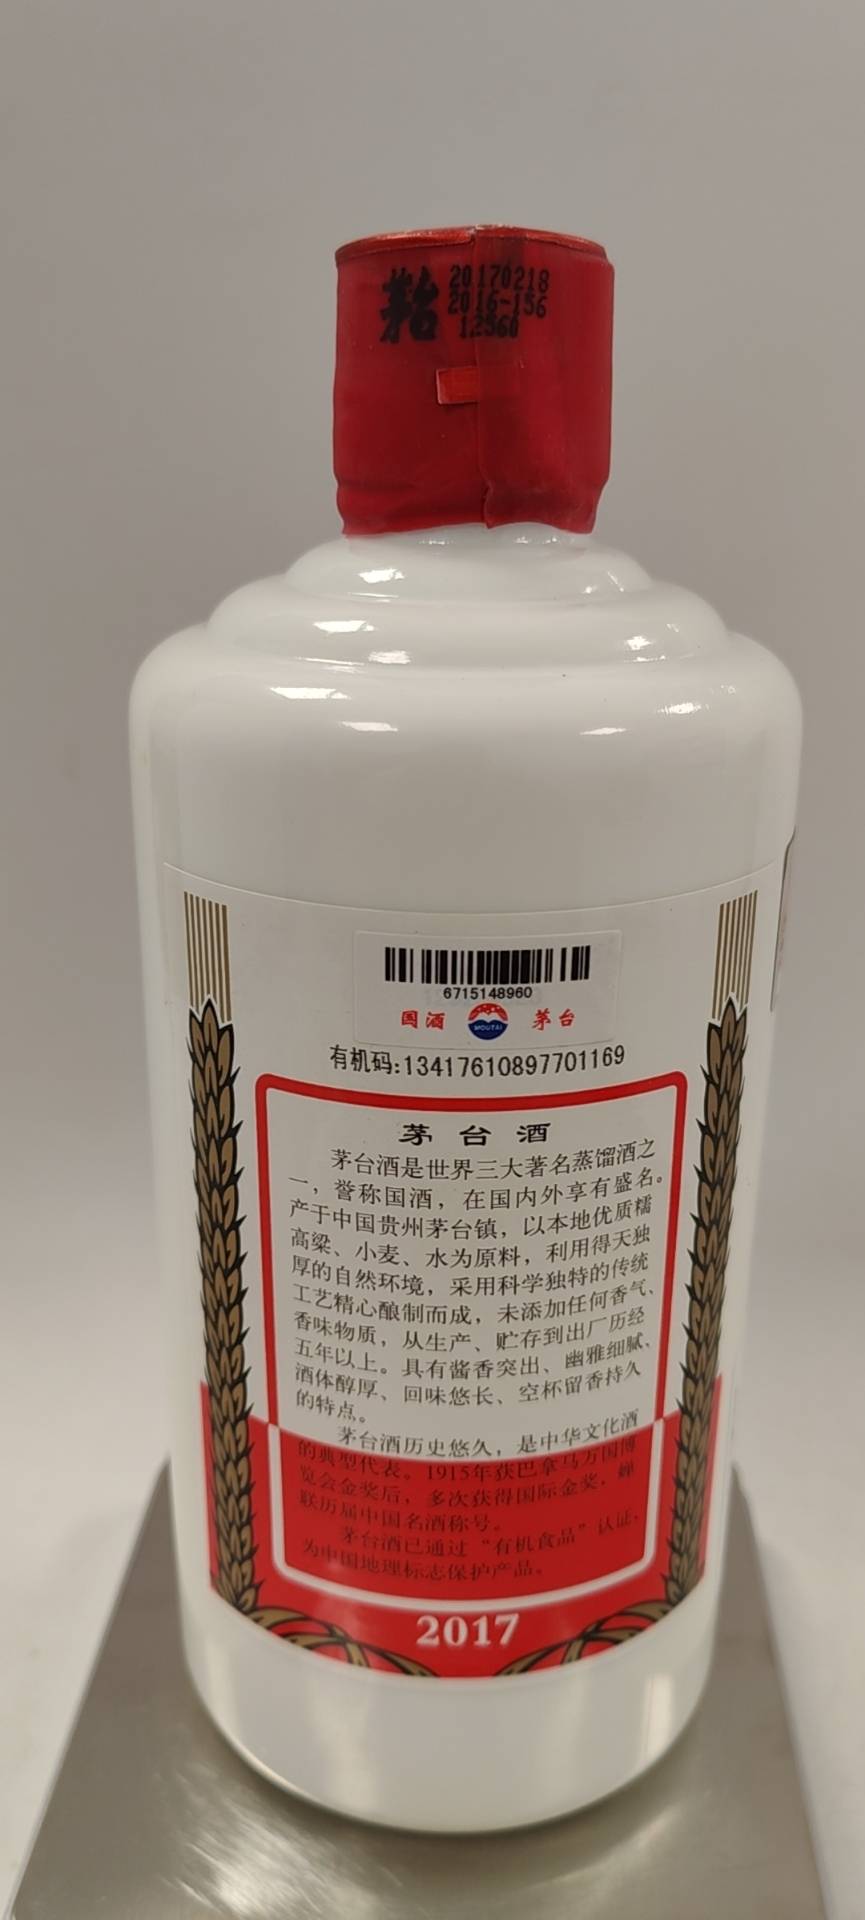 茅台
20170218
2016-156
12560
6715148960
国酒
MOUTAI
茅台
有机码:13417610897701169
茅台酒
茅台酒是世界三大著名蒸馏酒之
一，誉称国酒，在国内外享有盛名。
产于中国贵州茅台镇，以本地优质糯
高粱、小麦、水为原料，利用得天独
厚的自然环境，采用科学独特的传统
工艺精心酿制而成，未添加任何香气、
香味物质，从生产、贮存到出厂历经
五年以上。具有酱香突出、幽雅细腻、
酒体醇厚、回味悠长、空杯留香持久
的特点。
茅台酒历史悠久，是中华文化酒
的典型代表。1915年获巴拿马万国博
览会金奖后，多次获得国际金奖，蝉
联历届中国名酒称号。
茅台酒已通过“有机食品”认证，
为中国地理标志保护产品。
2017